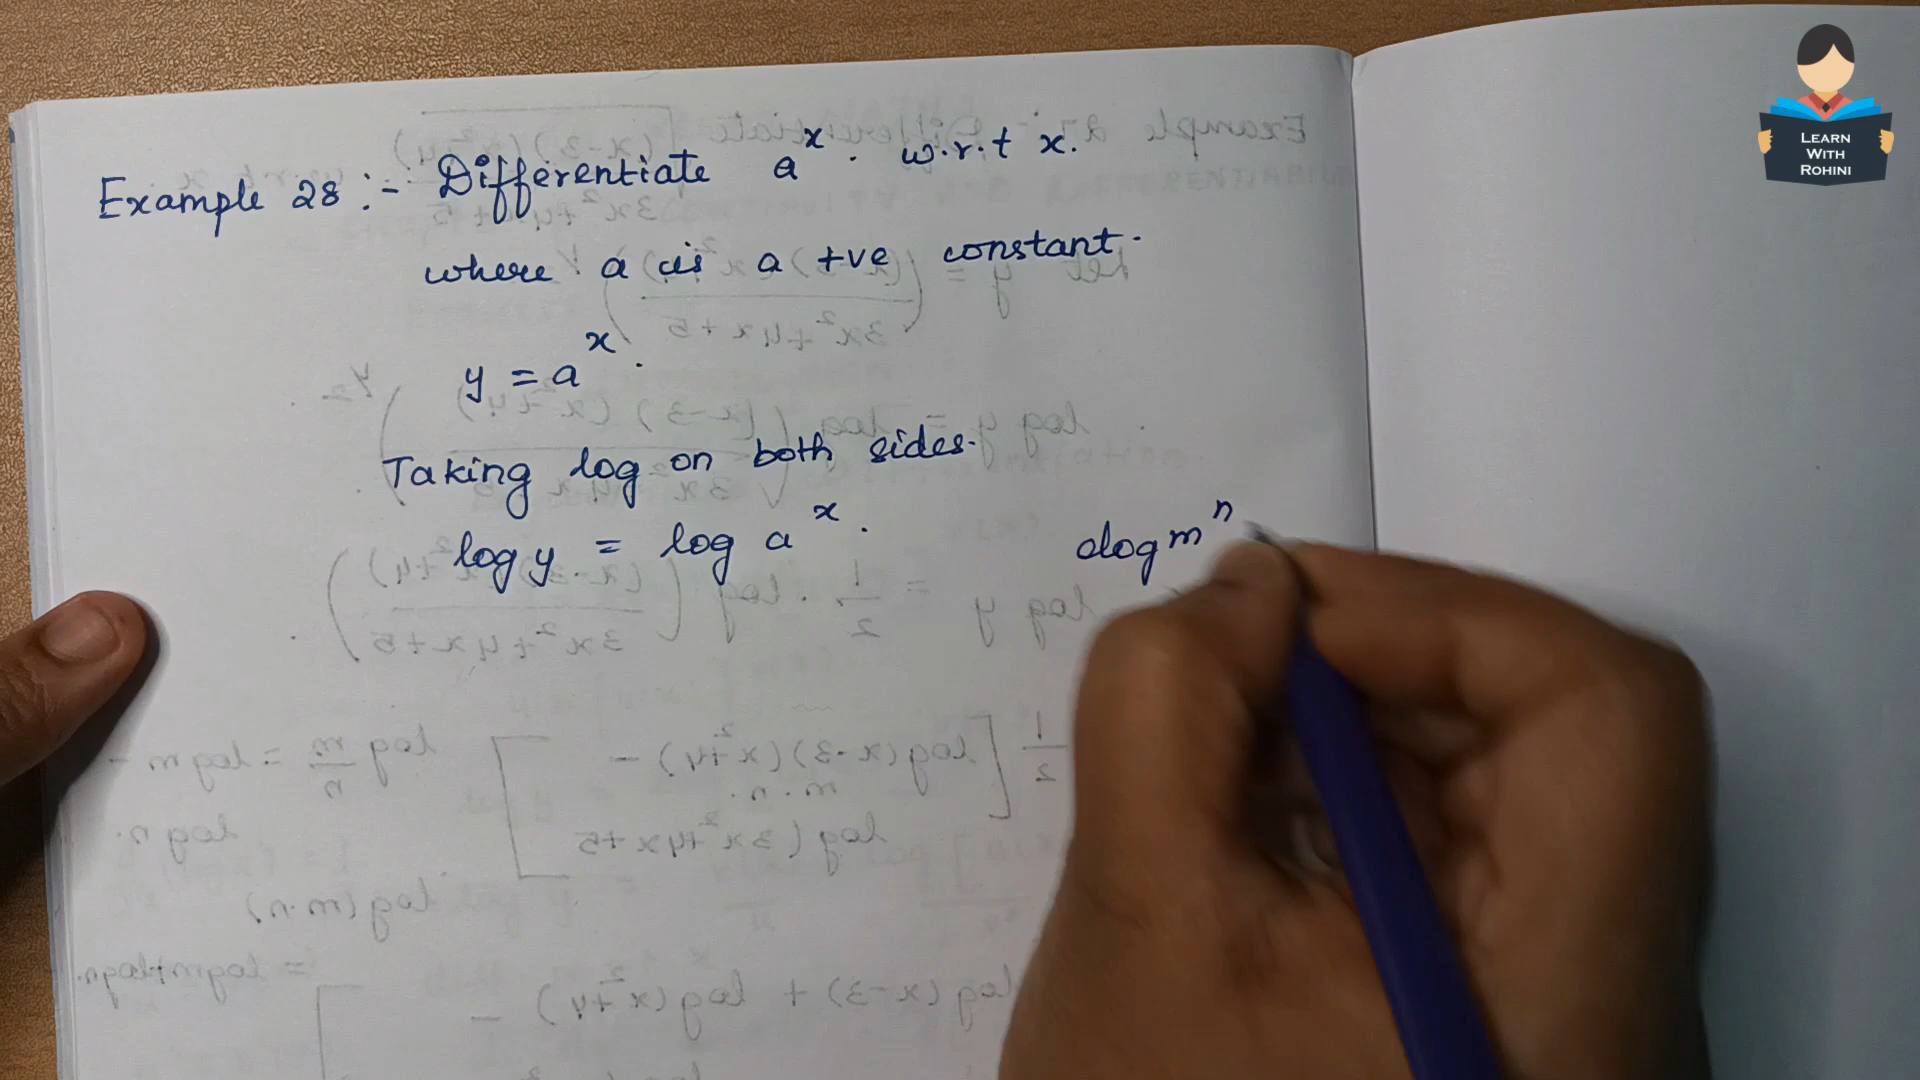 Example 28 :- Differentiate a^x. w.r.t x.
where a is a +ve constant.
y = a^x.
Taking log on both sides.
log y = log a^x.
log m^n
LEARN
WITH
ROHINI